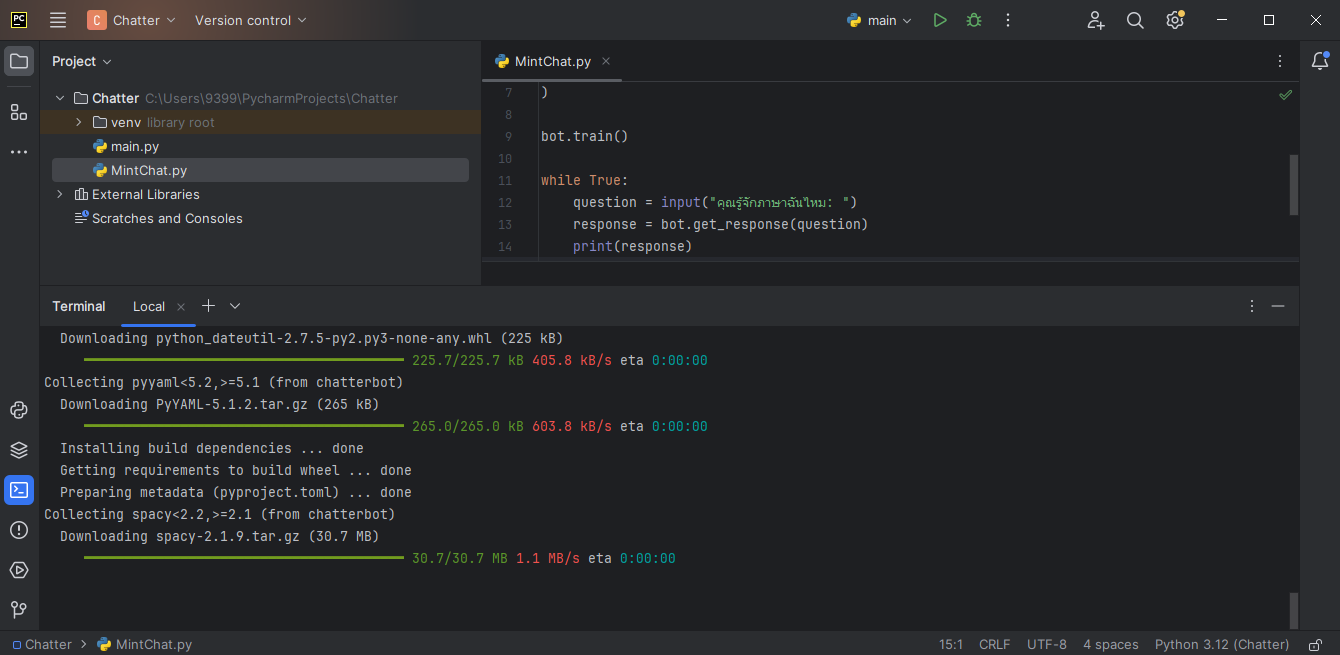 PC
C Chatter Version control main
Project
MintChat.py
Chatter C:\Users\9399\PycharmProjects\Chatter
venv library root
main.py
MintChat.py
External Libraries
Scratches and Consoles
7 )
8
9 bot.train()
10
11 while True:
12 question = input("คุณรู้จักภาษาฉันไหม: ")
13 response = bot.get_response(question)
14 print(response)
Terminal Local
Downloading python_dateutil-2.7.5-py2.py3-none-any.whl (225 kB)
225.7/225.7 kB 405.8 kB/s eta 0:00:00
Collecting pyyaml<5.2,>=5.1 (from chatterbot)
Downloading PyYAML-5.1.2.tar.gz (265 kB)
265.0/265.0 kB 603.8 kB/s eta 0:00:00
Installing build dependencies ... done
Getting requirements to build wheel ... done
Preparing metadata (pyproject.toml) ... done
Collecting spacy<2.2,>=2.1 (from chatterbot)
Downloading spacy-2.1.9.tar.gz (30.7 MB)
30.7/30.7 MB 1.1 MB/s eta 0:00:00
Chatter > MintChat.py 15:1 CRLF UTF-8 4 spaces Python 3.12 (Chatter)